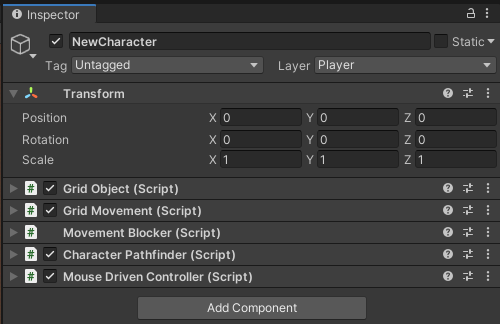 Inspector
NewCharacter Static
Tag Untagged Layer Player
Transform
Position X 0 Y 0 Z 0
Rotation X 0 Y 0 Z 0
Scale X 1 Y 1 Z 1
Grid Object (Script)
Grid Movement (Script)
Movement Blocker (Script)
Character Pathfinder (Script)
Mouse Driven Controller (Script)
Add Component